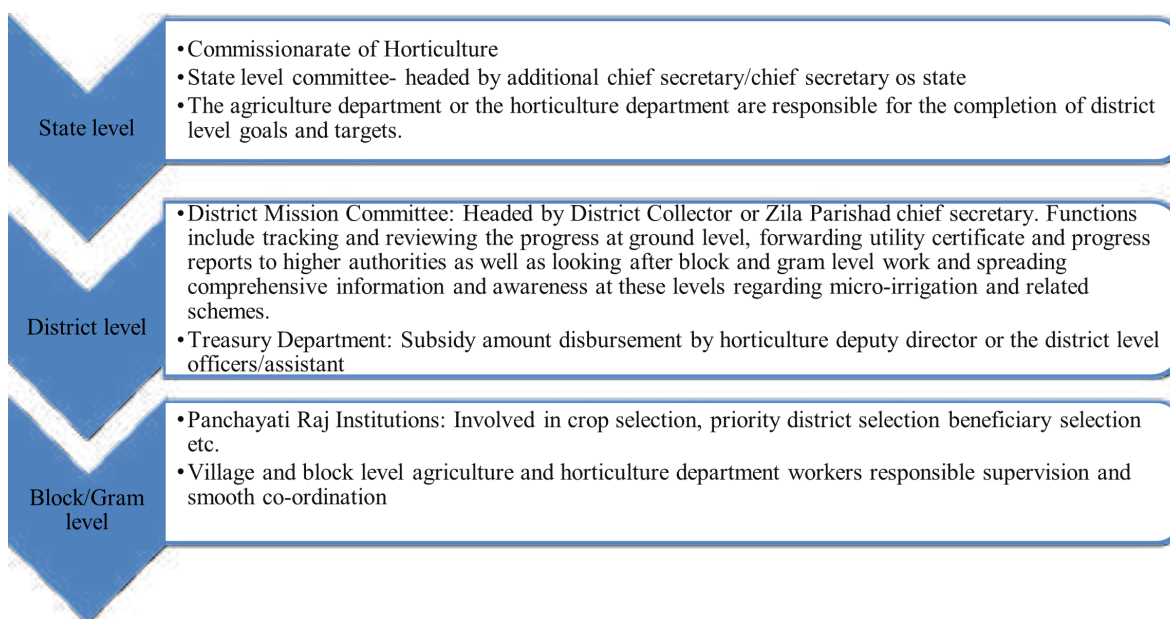 State level
•Commissionarate of Horticulture
•State level committee- headed by additional chief secretary/chief secretary os state
•The agriculture department or the horticulture department are responsible for the completion of district
level goals and targets.
District level
•District Mission Committee: Headed by District Collector or Zila Parishad chief secretary. Functions
include tracking and reviewing the progress at ground level, forwarding utility certificate and progress
reports to higher authorities as well as looking after block and gram level work and spreading
comprehensive information and awareness at these levels regarding micro-irrigation and related
schemes.
•Treasury Department: Subsidy amount disbursement by horticulture deputy director or the district level
officers/assistant
Block/Gram
level
•Panchayati Raj Institutions: Involved in crop selection, priority district selection beneficiary selection
etc.
•Village and block level agriculture and horticulture department workers responsible supervision and
smooth co-ordination